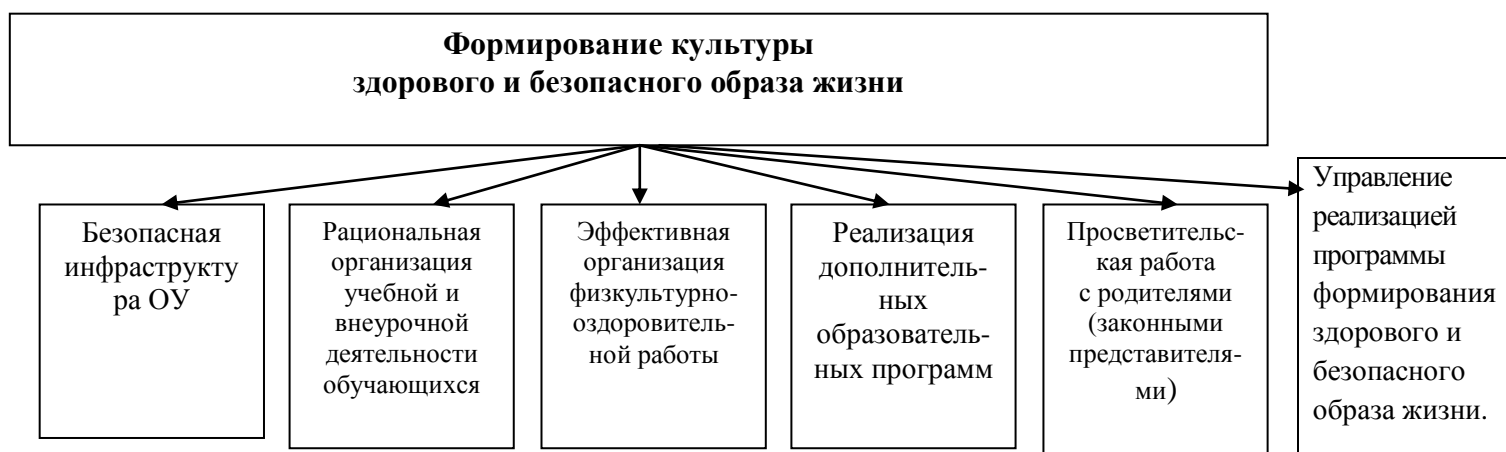 Формирование культуры
здорового и безопасного образа жизни
Безопасная
инфраструкту
ра ОУ
Рациональная
организация
учебной и
внеурочной
деятельности
обучающихся
Эффективная
организация
физкультурно-
оздоровитель-
ной работы
Реализация
дополнитель-
ных
образователь-
ных программ
Просветительс-
кая работа
с родителями
(законными
представителя-
ми)
Управление
реализацией
программы
формирования
здорового и
безопасного
образа жизни.